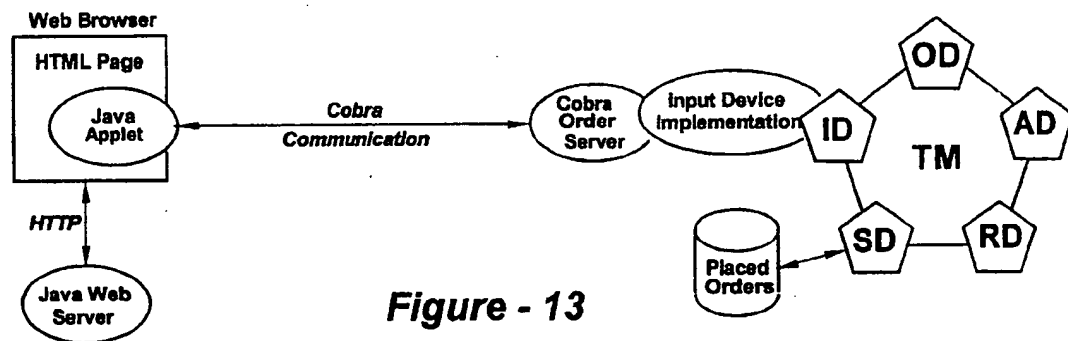 Web Browser
HTML Page
Java
Applet
HTTP
Java Web
Server
Cobra
Communication
Cobra
Order
Server
Input Device
Implementation
ID
OD
AD
TM
SD
RD
Placed
Orders
Figure - 13